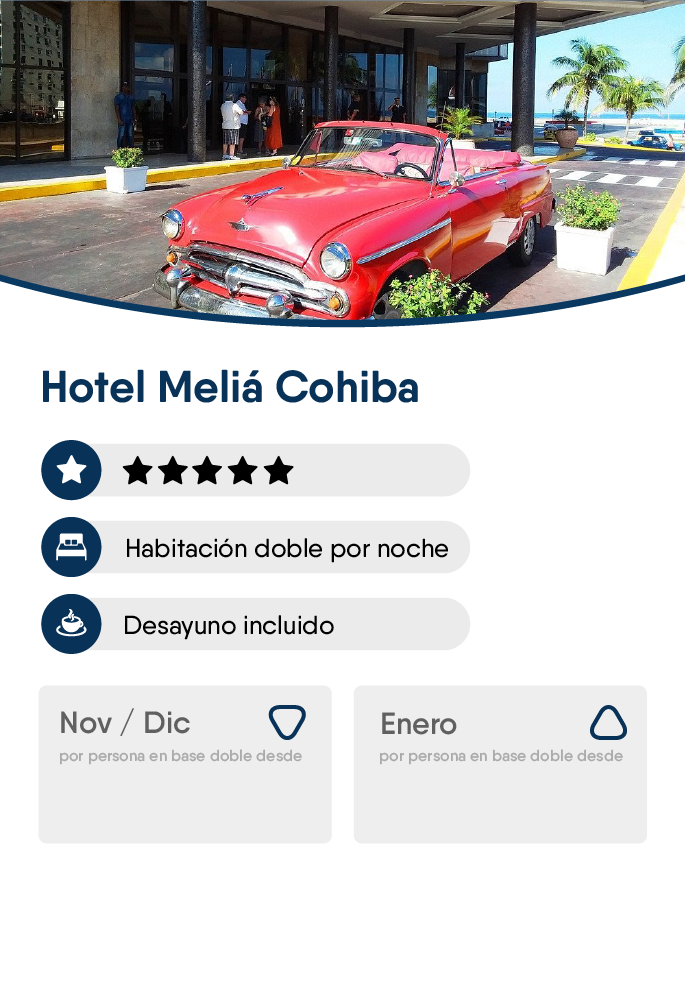 Hotel Meliá Cohiba
Habitación doble por noche
Desayuno incluido
Nov / Dic
por persona en base doble desde
Enero
por persona en base doble desde